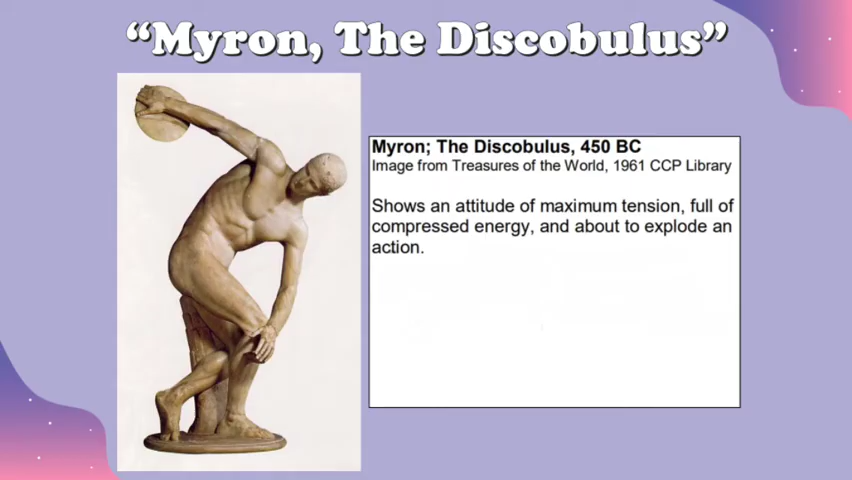 “Myron, The Discobulus”
Myron; The Discobulus, 450 BC
Image from Treasures of the World, 1961 CCP Library
Shows an attitude of maximum tension, full of
compressed energy, and about to explode an
action.